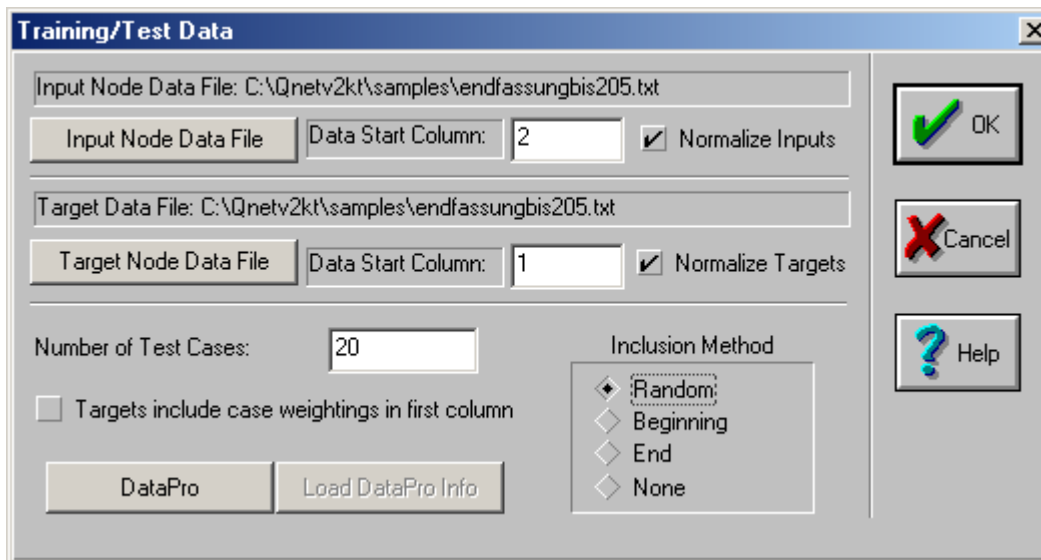 Training/Test Data
Input Node Data File: C:\Qnetv2kt\samples\endfassungbis205.txt
Input Node Data File
Data Start Column:
2
Normalize Inputs
OK
Target Data File: C:\Qnetv2kt\samples\endfassungbis205.txt
Target Node Data File
Data Start Column:
1
Normalize Targets
Cancel
Number of Test Cases:
20
Inclusion Method
Help
Random
Targets include case weightings in first column
Beginning
End
DataPro
Load DataPro Info
None